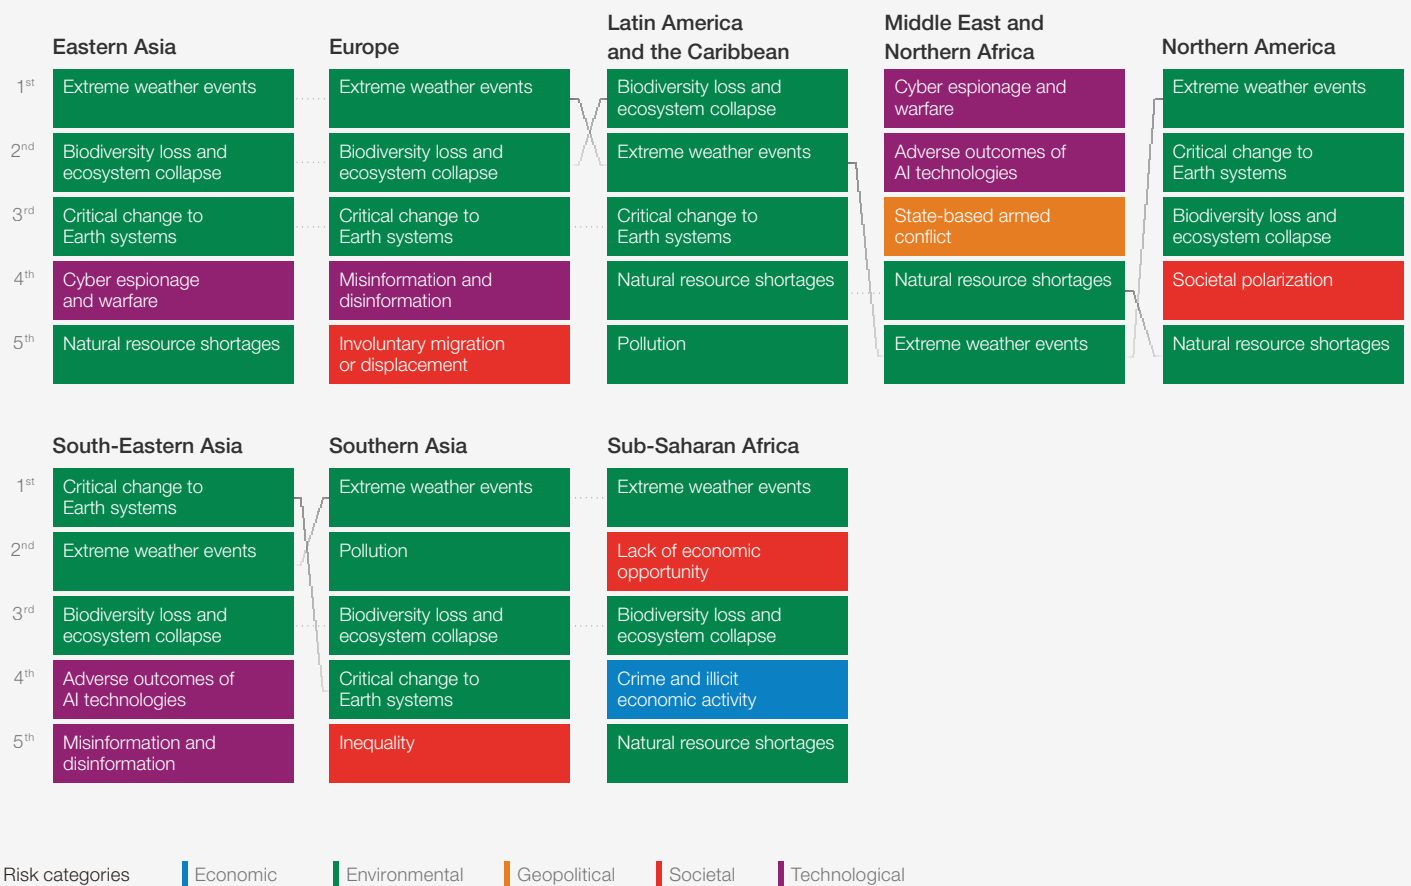 Eastern Asia
Europe
Latin America
and the Caribbean
Middle East and
Northern Africa
Northern America
1st
Extreme weather events
Extreme weather events
Biodiversity loss and
ecosystem collapse
Cyber espionage and
warfare
Extreme weather events
2nd
Biodiversity loss and
ecosystem collapse
Biodiversity loss and
ecosystem collapse
Extreme weather events
Adverse outcomes of
AI technologies
Critical change to
Earth systems
3rd
Critical change to
Earth systems
Critical change to
Earth systems
Critical change to
Earth systems
State-based armed
conflict
Biodiversity loss and
ecosystem collapse
4th
Cyber espionage
and warfare
Misinformation and
disinformation
Natural resource shortages
Natural resource shortages
Societal polarization
5th
Natural resource shortages
Involuntary migration
or displacement
Pollution
Extreme weather events
Natural resource shortages
South-Eastern Asia
Southern Asia
Sub-Saharan Africa
1st
Critical change to
Earth systems
Extreme weather events
Extreme weather events
2nd
Extreme weather events
Pollution
Lack of economic
opportunity
3rd
Biodiversity loss and
ecosystem collapse
Biodiversity loss and
ecosystem collapse
Biodiversity loss and
ecosystem collapse
4th
Adverse outcomes of
AI technologies
Critical change to
Earth systems
Crime and illicit
economic activity
5th
Misinformation and
disinformation
Inequality
Natural resource shortages
Risk categories
Economic
Environmental
Geopolitical
Societal
Technological